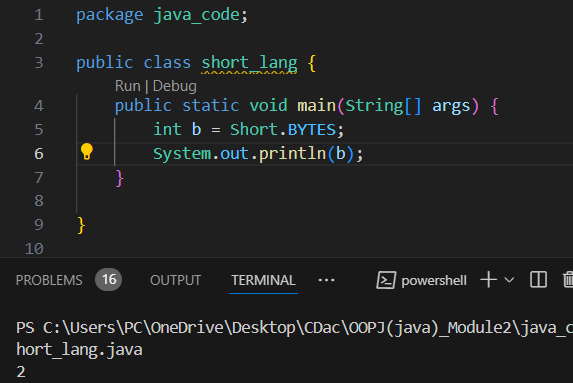 1 package java_code;
2
3 public class short_lang {
Run | Debug
4 public static void main(String[] args) {
5 int b = Short.BYTES;
6 System.out.println(b);
7 }
8
9 }
10
PROBLEMS 16 OUTPUT TERMINAL ··· powershell
PS C:\Users\PC\OneDrive\Desktop\CDac\OOPJ(java)_Module2\java_c
hort_lang.java
2